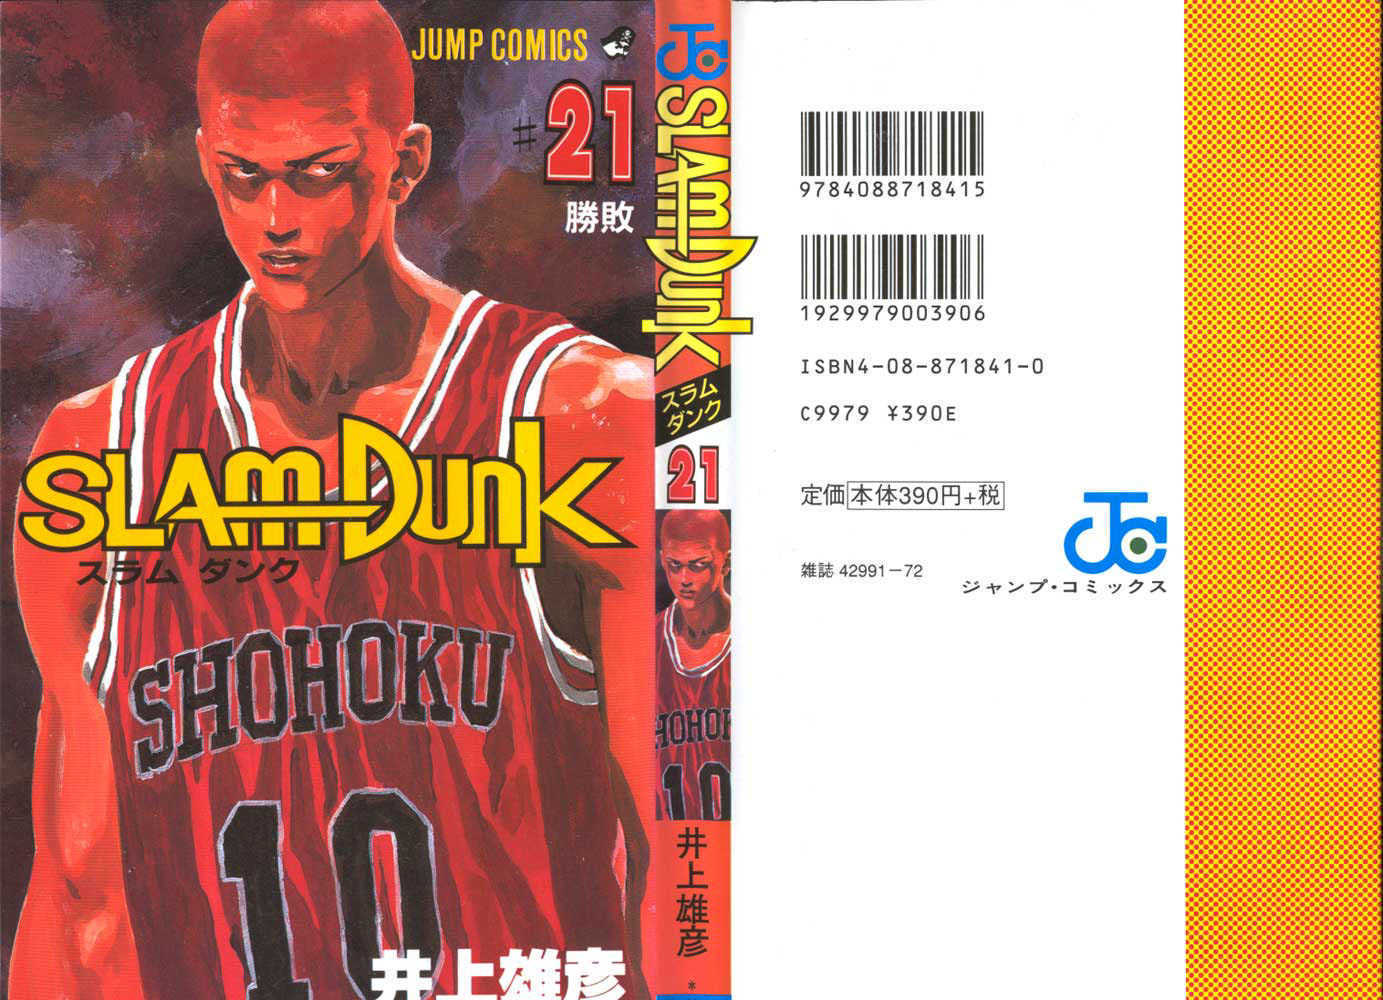 JUMP COMICS
#21
勝敗
SLAM DUNK
スラム ダンク
SHOHOKU
10
井上雄彦
JC
SLAM DUNK
スラム
ダンク
21
HOHOK
10
井上雄彦
*
9784088718415
1929979003906
ISBN4-08-871841-0
C9979 ¥390E
定価 本体390円+税
雑誌 42991-72
JC
ジャンプ・コミックス